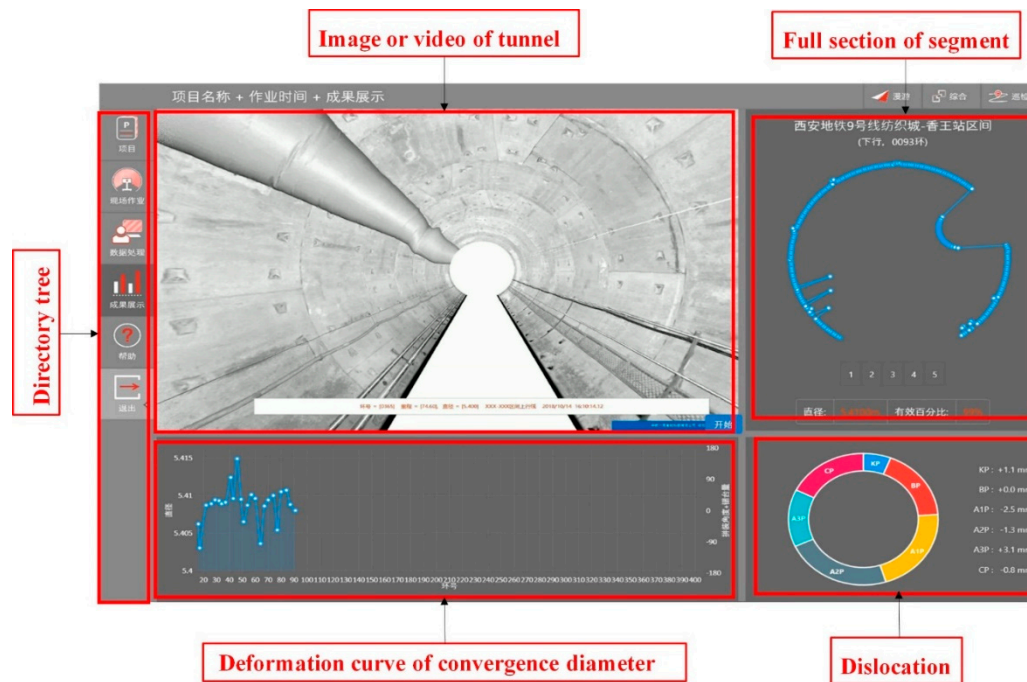 Image or video of tunnel
Full section of segment
项目名称 + 作业时间 + 成果展示
漫游
综合
巡检
项目
现场作业
数据处理
成果展示
帮助
退出
Directory tree
西安地铁9号线纺织城-香王站区间
(下行, 0093环)
1 2 3 4 5
直径:
有效百分比:
开始
直径
5.415
5.41
5.405
5.4
20 30 40 50 60 70 80 90 100 110 120 130 140 150 160 170 180 190 200 210 220 230 240 250 260 270 280 290 300 310 320 330 340 350 360 370 380 390 400
环号
180
90
0
-90
-180
KP
BP
A1P
A2P
A3P
CP
KP: +1.1 m
BP: +0.0 m
A1P: -2.5 m
A2P: -1.3 m
A3P: +3.1 m
CP: -0.8 m
Deformation curve of convergence diameter
Dislocation